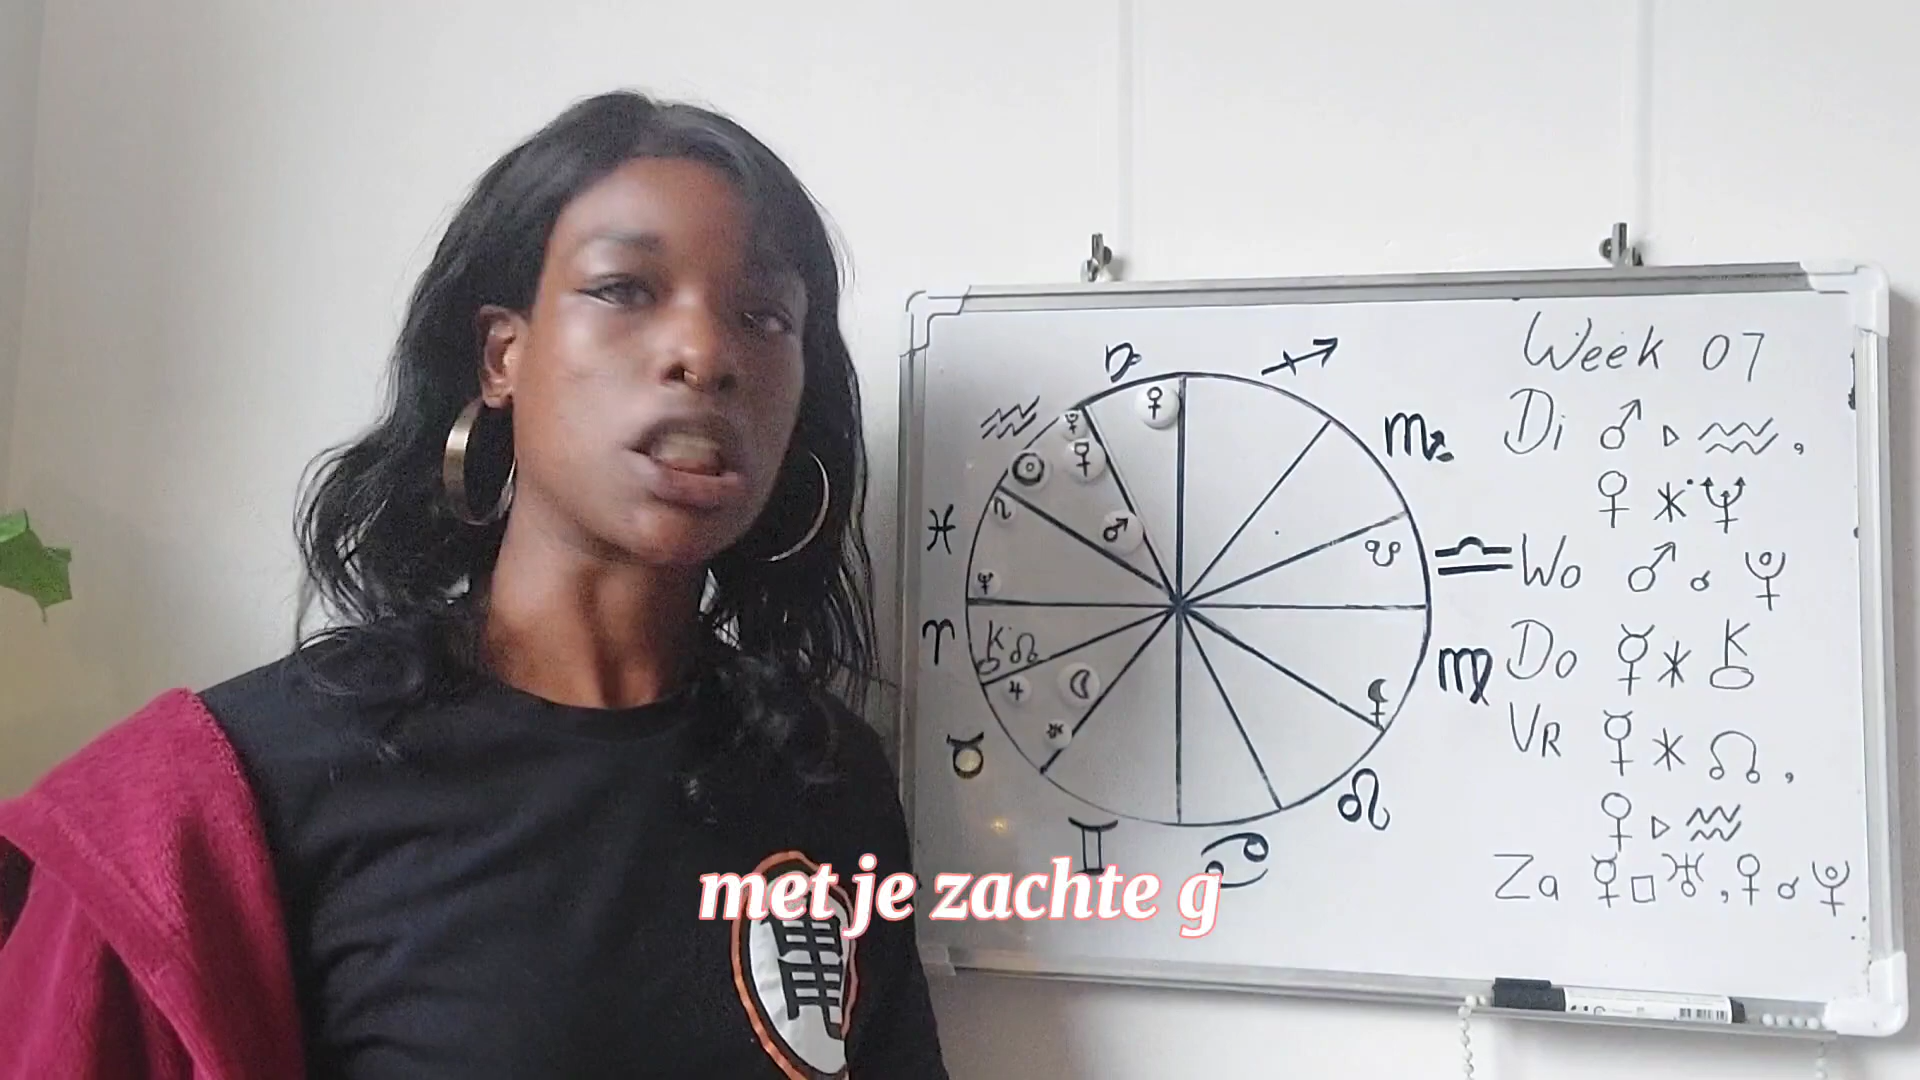 Week 07
Di ♂ ▷ ♒,
♀ ⚹ ♆
Wo ♂ ☌ ♇
Do ☿ ⚹ ⚷
VR ☿ ⚹ ☊,
♀ ▷ ♒
Za ☿ □ ♅, ♀ ☌ ♇
met je zachte g